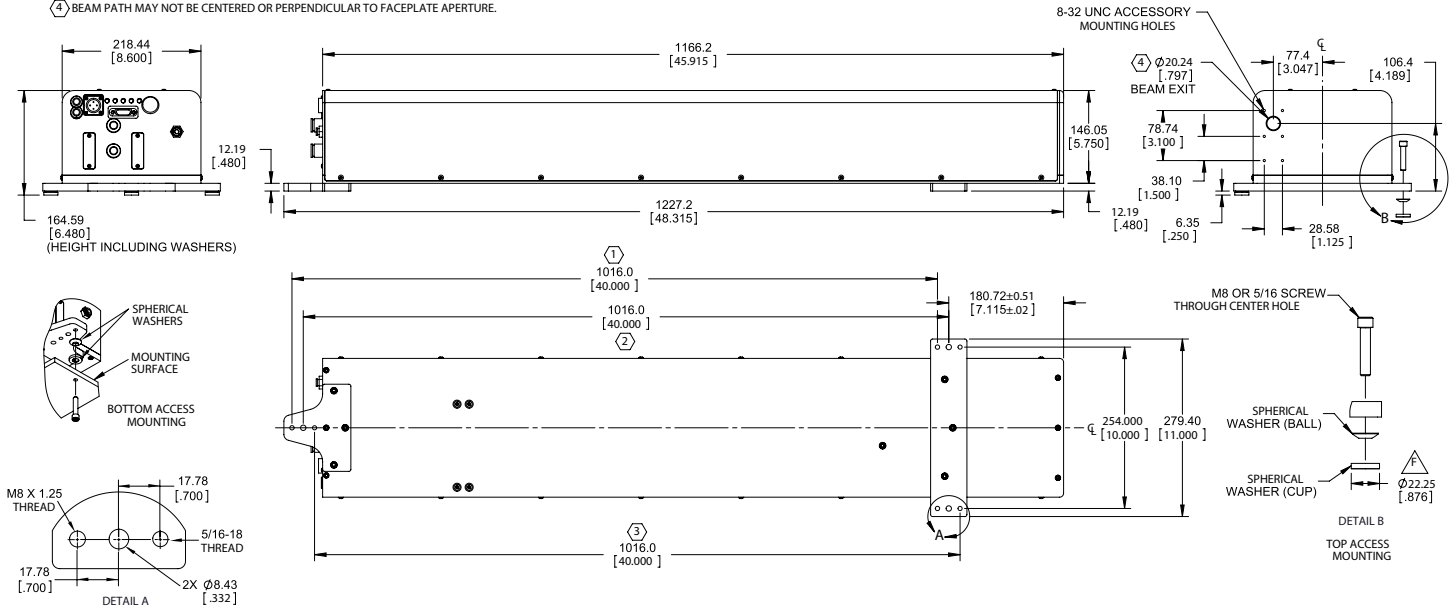 4 BEAM PATH MAY NOT BE CENTERED OR PERPENDICULAR TO FACEPLATE APERTURE.
218.44
[8.600]
164.59
[6.480]
(HEIGHT INCLUDING WASHERS)
1166.2
[45.915 ]
12.19
[.480]
146.05
[5.750]
1227.2
[48.315]
12.19
[.480]
8-32 UNC ACCESSORY
MOUNTING HOLES
4 Ø20.24
[.797]
BEAM EXIT
77.4
[3.047]
℄
106.4
[4.189]
78.74
[3.100]
38.10
[1.500]
6.35
[.250 ]
28.58
[1.125 ]
B
SPHERICAL
WASHERS
MOUNTING
SURFACE
BOTTOM ACCESS
MOUNTING
1
1016.0
[40.000 ]
1016.0
[40.000 ]
2
180.72±0.51
[7.115±.02]
℄
254.000
[10.000 ]
279.40
[11.000]
A
3
1016.0
[40.000 ]
M8 X 1.25
THREAD
17.78
[.700]
5/16-18
THREAD
17.78
[.700]
2X Ø8.43
[.332]
DETAIL A
M8 OR 5/16 SCREW
THROUGH CENTER HOLE
SPHERICAL
WASHER (BALL)
SPHERICAL
WASHER (CUP)
F
Ø22.25
[.876]
DETAIL B
TOP ACCESS
MOUNTING